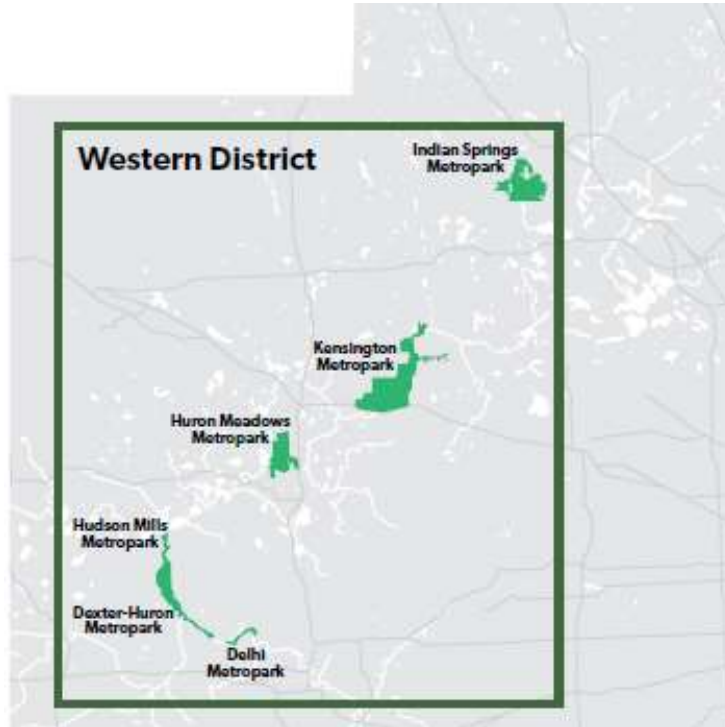 Western District
Indian Springs
Metropark
Kensington
Metropark
Huron Meadows
Metropark
Hudson Mills
Metropark
Dexter-Huron
Metropark
Delhi
Metropark